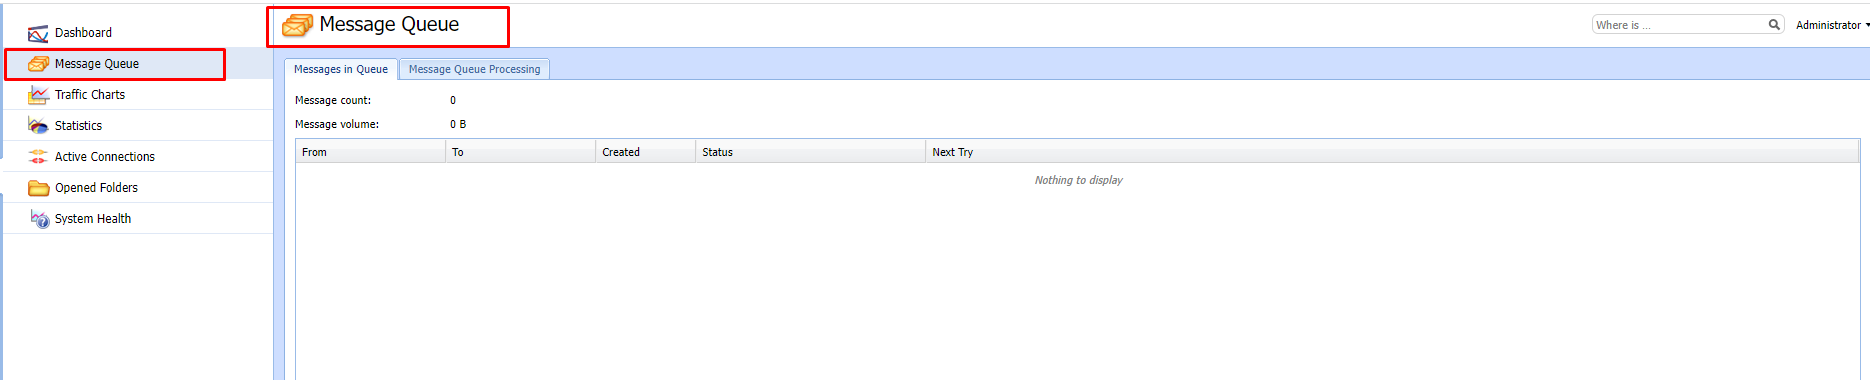 Message Queue
Where is ...
Administrator
Dashboard
Message Queue
Traffic Charts
Statistics
Active Connections
Opened Folders
System Health
Messages in Queue Message Queue Processing
Message count: 0
Message volume: 0 B
From To Created Status Next Try
Nothing to display